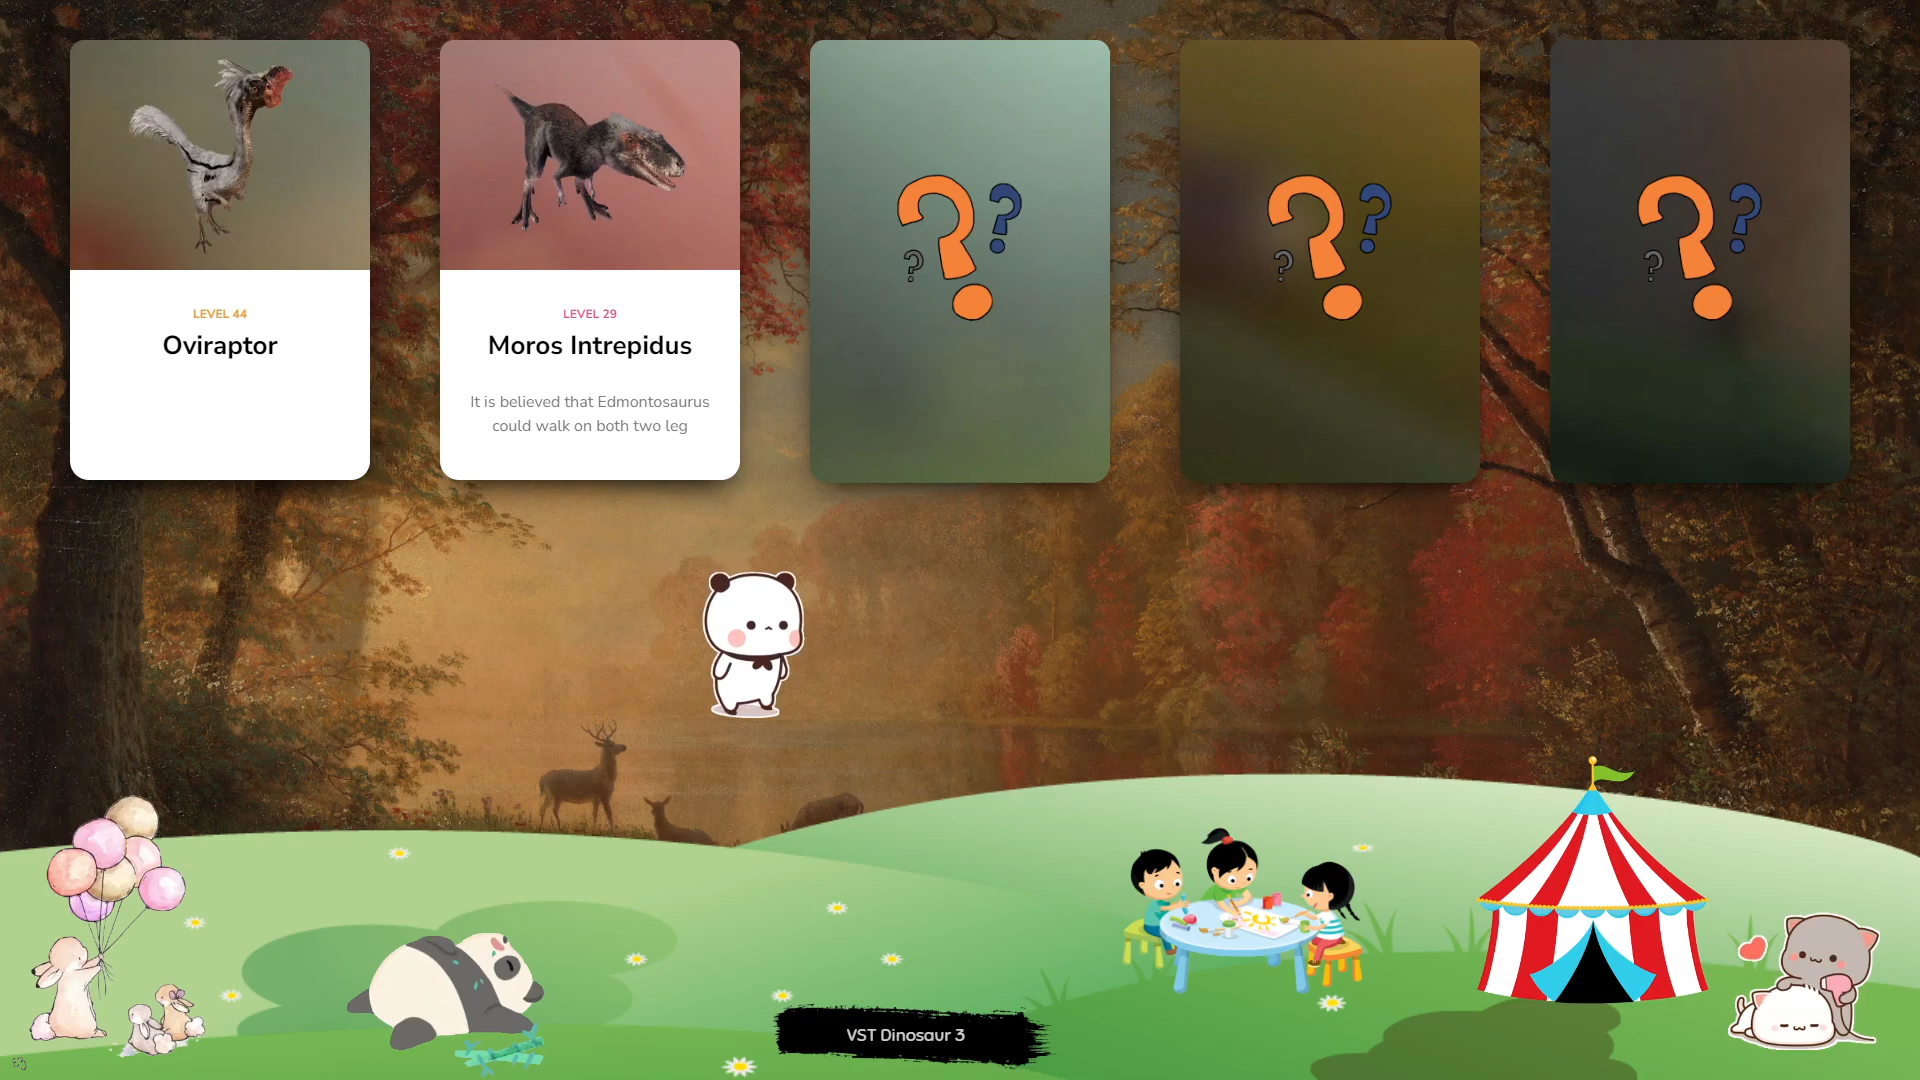 LEVEL 44
Oviraptor
LEVEL 29
Moros Intrepidus
It is believed that Edmontosaurus
could walk on both two leg
? ? ?
? ? ?
? ? ?
VST Dinosaur 3